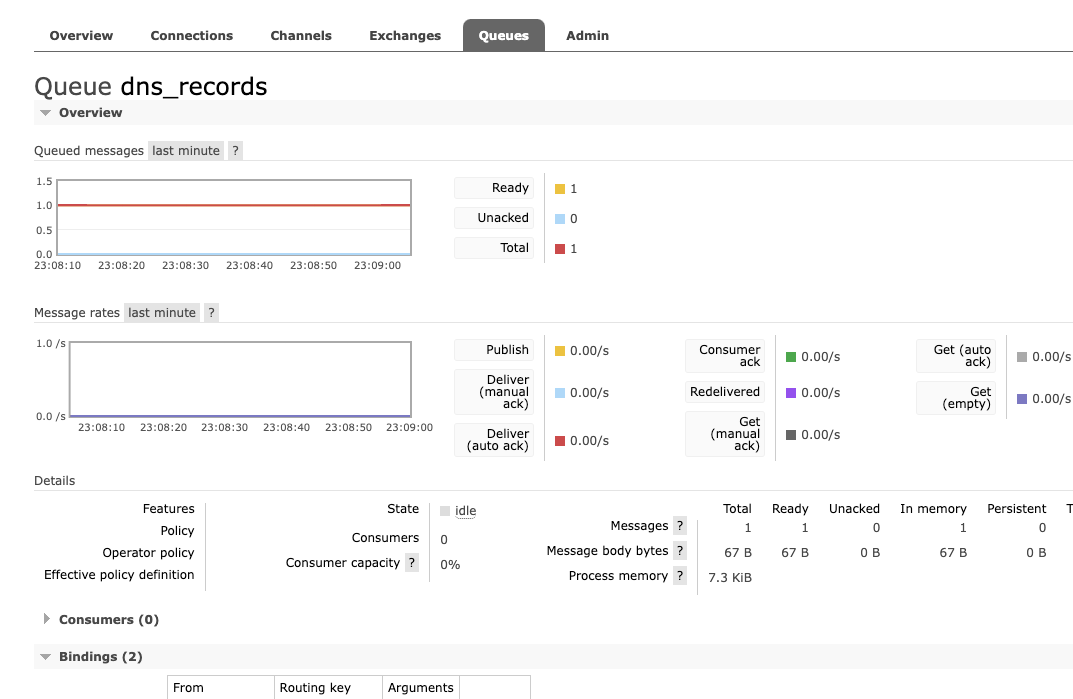 Overview Connections Channels Exchanges Queues Admin
Queue dns_records
Overview
Queued messages last minute ?
1.5
1.0
0.5
0.0
23:08:10 23:08:20 23:08:30 23:08:40 23:08:50 23:09:00
Ready 1
Unacked 0
Total 1
Message rates last minute ?
1.0 /s
0.0 /s
23:08:10 23:08:20 23:08:30 23:08:40 23:08:50 23:09:00
Publish 0.00/s
Deliver
(manual 0.00/s
ack)
Deliver
(auto ack) 0.00/s
Consumer
ack 0.00/s
Redelivered 0.00/s
Get
(manual 0.00/s
ack)
Get (auto
ack) 0.00/s
Get
(empty) 0.00/s
Details
Features
Policy
Operator policy
Effective policy definition
State idle
Consumers 0
Consumer capacity ? 0%
Total Ready Unacked In memory Persistent T
Messages ? 1 1 0 1 0
Message body bytes ? 67 B 67 B 0 B 67 B 0 B
Process memory ? 7.3 KiB
Consumers (0)
Bindings (2)
From Routing key Arguments